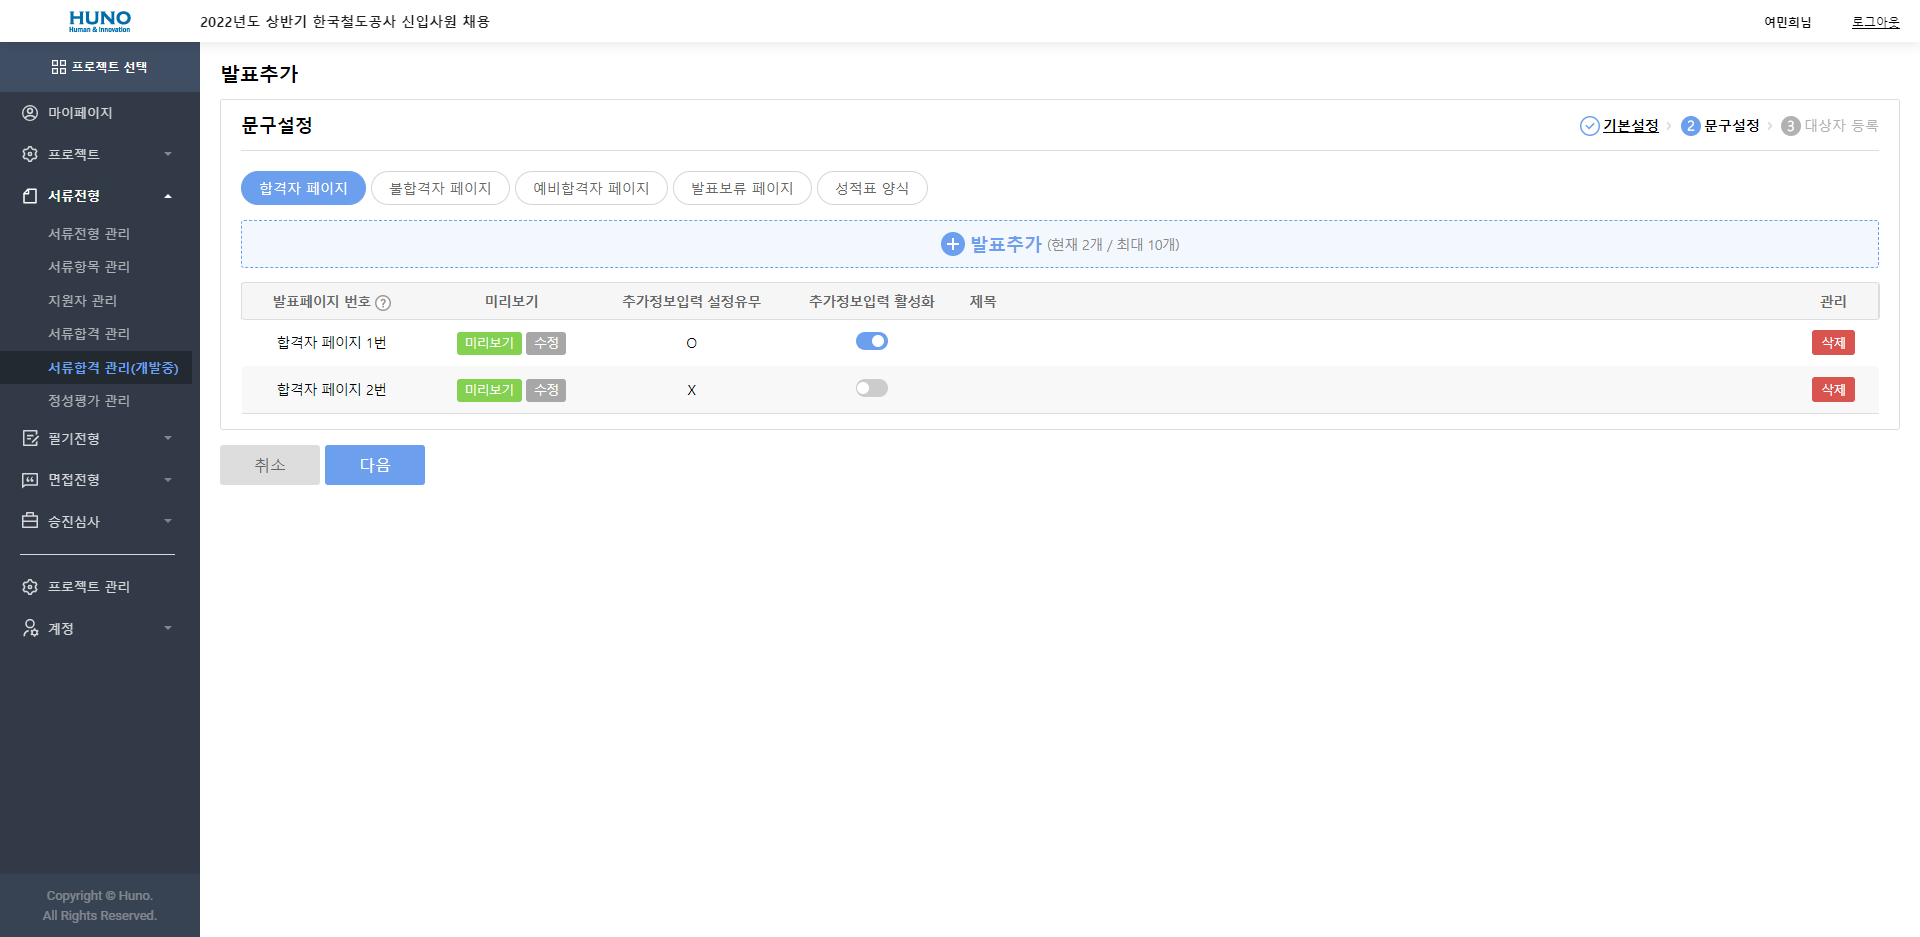 HUNO
Human & Innovation
2022년도 상반기 한국철도공사 신입사원 채용
여민희님
로그아웃
프로젝트 선택
마이페이지
프로젝트
서류전형
서류전형 관리
서류항목 관리
지원자 관리
서류합격 관리
서류합격 관리(개발중)
정성평가 관리
필기전형
면접전형
승진심사
프로젝트 관리
계정
Copyright © Huno.
All Rights Reserved.
발표추가
문구설정
기본설정 › 2 문구설정 › 3 대상자 등록
합격자 페이지 불합격자 페이지 예비합격자 페이지 발표보류 페이지 성적표 양식
발표추가 (현재 2개 / 최대 10개)
발표페이지 번호 ? 미리보기 추가정보입력 설정유무 추가정보입력 활성화 제목 관리
합격자 페이지 1번 미리보기 수정 O 삭제
합격자 페이지 2번 미리보기 수정 X 삭제
취소 다음